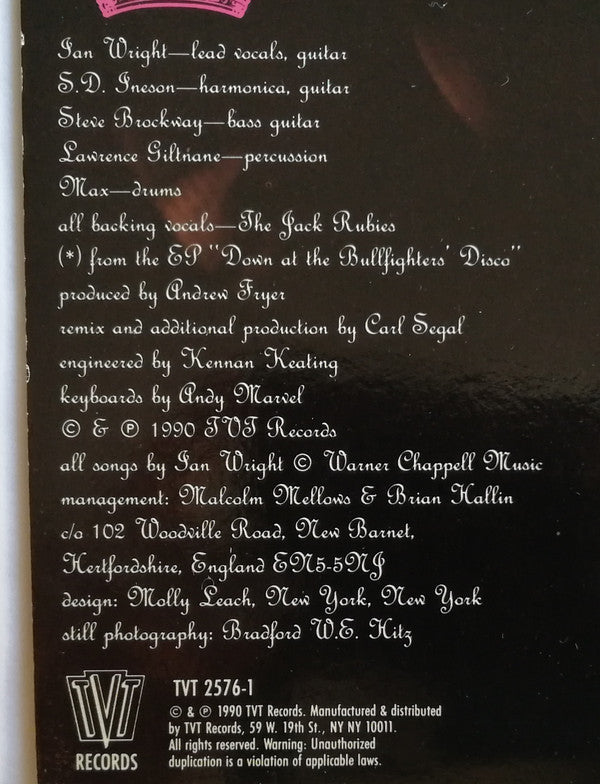 Ian Wright—lead vocals, guitar
S.D. Ineson—harmonica, guitar
Steve Brockway—bass guitar
Lawrence Giltnane—percussion
Max—drums
all backing vocals—The Jack Rubies
(*) from the EP "Down at the Bullfighters' Disco"
produced by Andrew Fryer
remix and additional production by Carl Segal
engineered by Kennan Keating
keyboards by Andy Marvel
© & ℗ 1990 TVT Records
all songs by Ian Wright © Warner Chappell Music
management: Malcolm Mellows & Brian Hallin
c/o 102 Woodville Road, New Barnet,
Hertfordshire, England EN5-5NJ
design: Molly Leach, New York, New York
still photography: Bradford W.E. Hitz
TVT
RECORDS
TVT 2576-1
© & ℗ 1990 TVT Records. Manufactured & distributed
by TVT Records, 59 W. 19th St., NY NY 10011.
All rights reserved. Warning: Unauthorized
duplication is a violation of applicable laws.